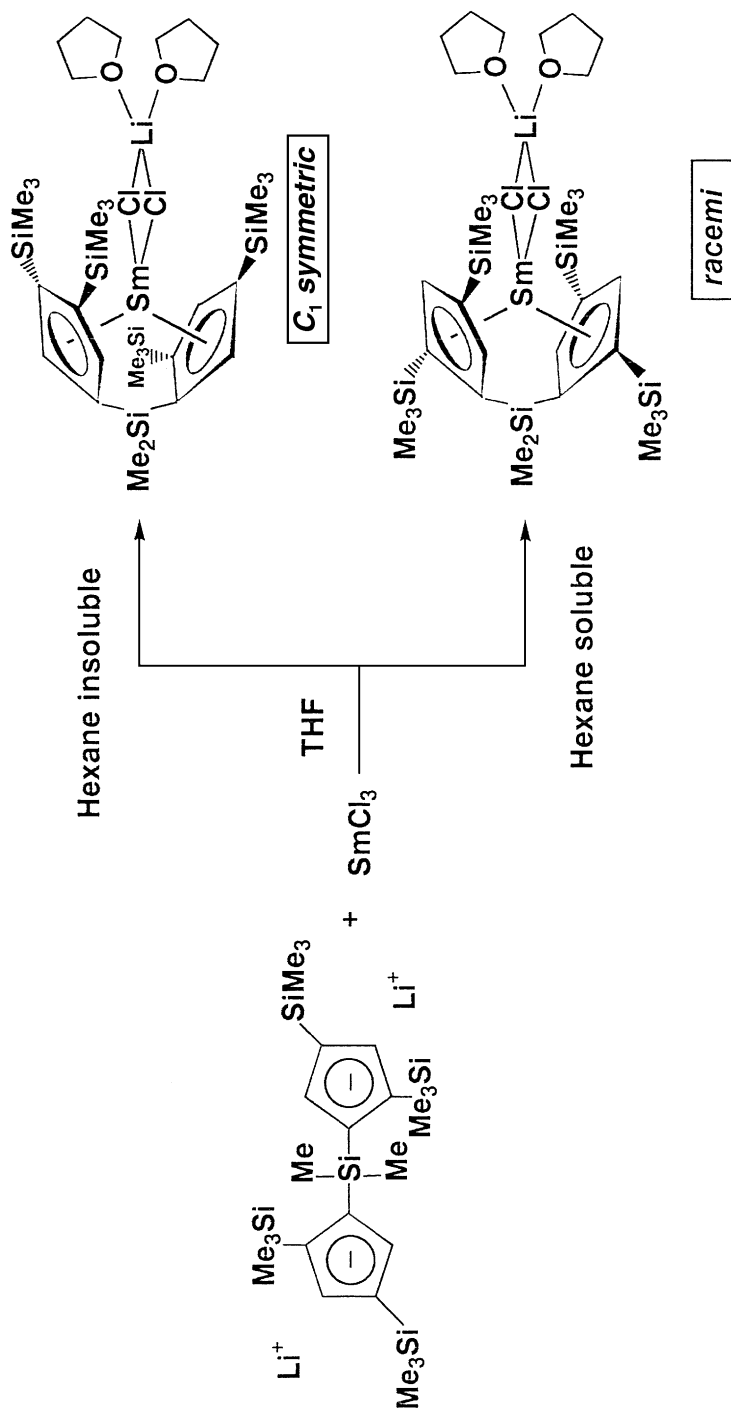 Li⁺
Me₃Si
Me₃Si
Me
Si
Me
SiMe₃
Me₃Si
Li⁺
+
SmCl₃
THF
Hexane insoluble
Me₂Si
SiMe₃
SiMe₃
Me₃Si
SiMe₃
Sm
Cl
Cl
Li
O
O
C₁ symmetric
Hexane soluble
Me₃Si
Me₂Si
Me₃Si
SiMe₃
SiMe₃
Sm
Cl
Cl
Li
O
O
racemi